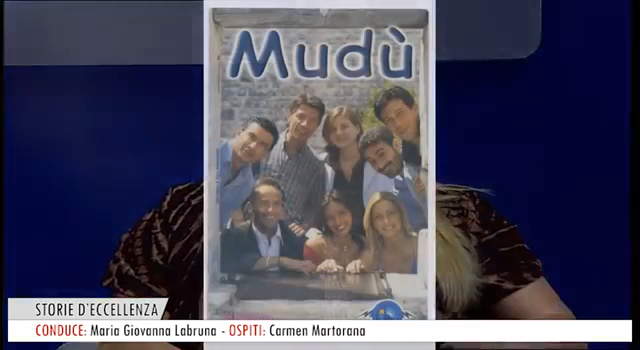 Mudù
STORIE D'ECCELLENZA
CONDUCE: Maria Giovanna Labruna - OSPITI: Carmen Martorana